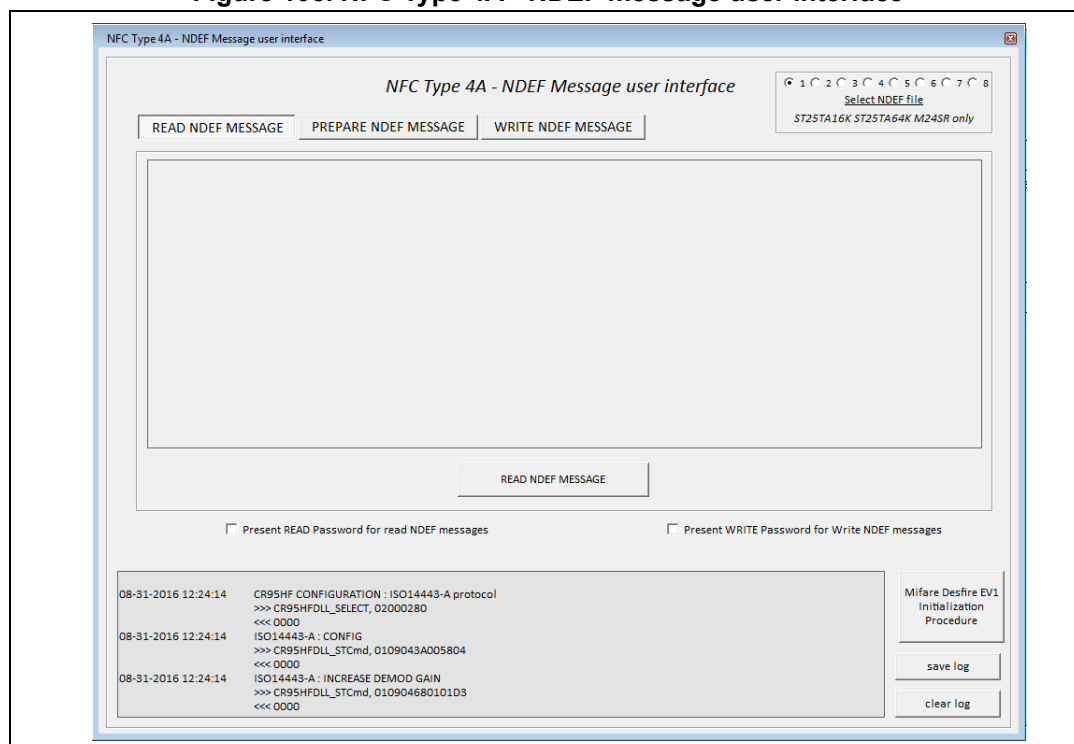 NFC Type 4A - NDEF Message user interface
NFC Type 4A - NDEF Message user interface
1 2 3 4 5 6 7 8
Select NDEF file
ST25TA16K ST25TA64K M24SR only
READ NDEF MESSAGE PREPARE NDEF MESSAGE WRITE NDEF MESSAGE
READ NDEF MESSAGE
Present READ Password for read NDEF messages Present WRITE Password for Write NDEF messages
08-31-2016 12:24:14 CR95HF CONFIGURATION : ISO14443-A protocol
>>> CR95HFDLL_SELECT, 02000280
<<< 0000
08-31-2016 12:24:14 ISO14443-A : CONFIG
>>> CR95HFDLL_STCmd, 0109043A005804
<<< 0000
08-31-2016 12:24:14 ISO14443-A : INCREASE DEMOD GAIN
>>> CR95HFDLL_STCmd, 010904680101D3
<<< 0000
Mifare Desfire EV1
Initialization
Procedure
save log
clear log